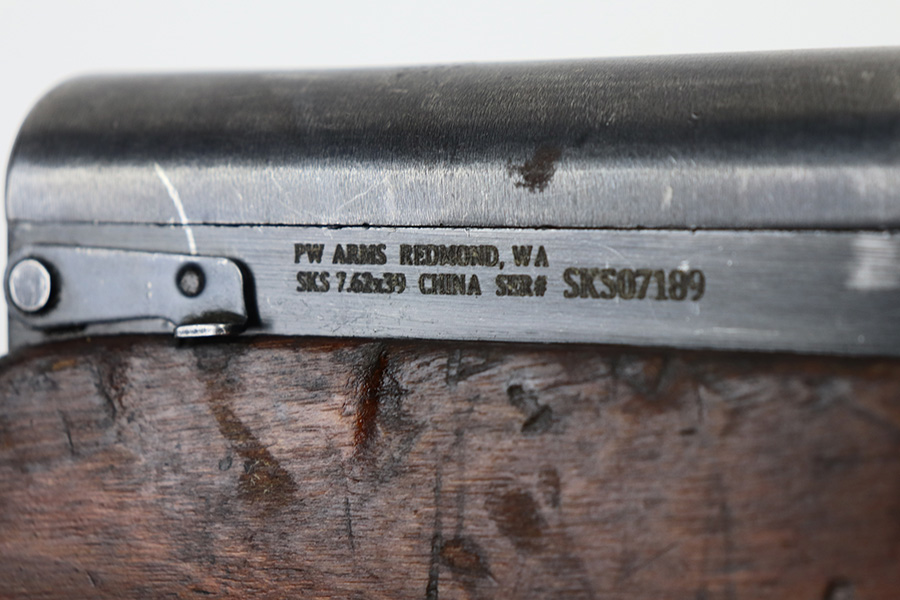 PW ARMS REDMOND, WA
SKS 7.62x39 CHINA SER# SKS07189